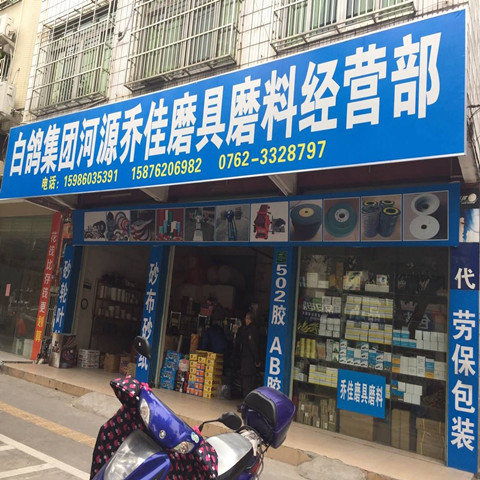 白鸽集团河源乔佳磨具磨料经营部
电话：15986035391 15876206982 0762-3328797
砂轮
砂布砂纸
502胶 AB胶
乔佳磨具磨料
代
劳保包装